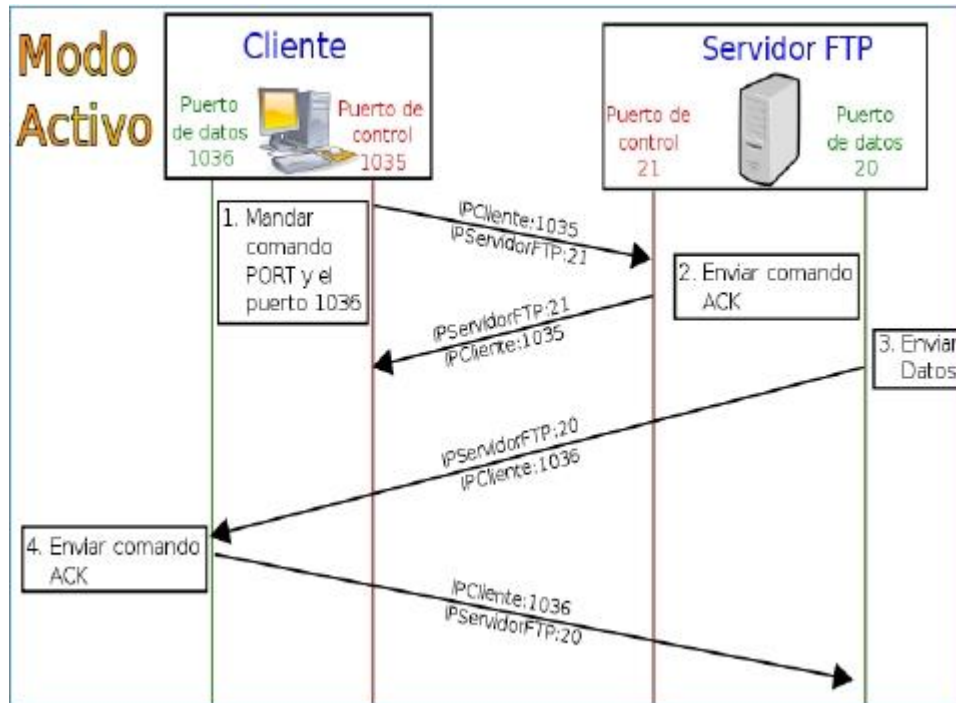 Modo
Activo
Cliente
Puerto
de datos
1036
Puerto de
control
1035
Servidor FTP
Puerto de
control
21
Puerto
de datos
20
1. Mandar
comando
PORT y el
puerto 1036
IPCliente:1035
IPServidorFTP:21
2. Enviar comando
ACK
IPServidorFTP:21
IPCliente:1035
3. Enviar
Datos
IPServidorFTP:20
IPCliente:1036
4. Enviar comando
ACK
IPCliente:1036
IPServidorFTP:20